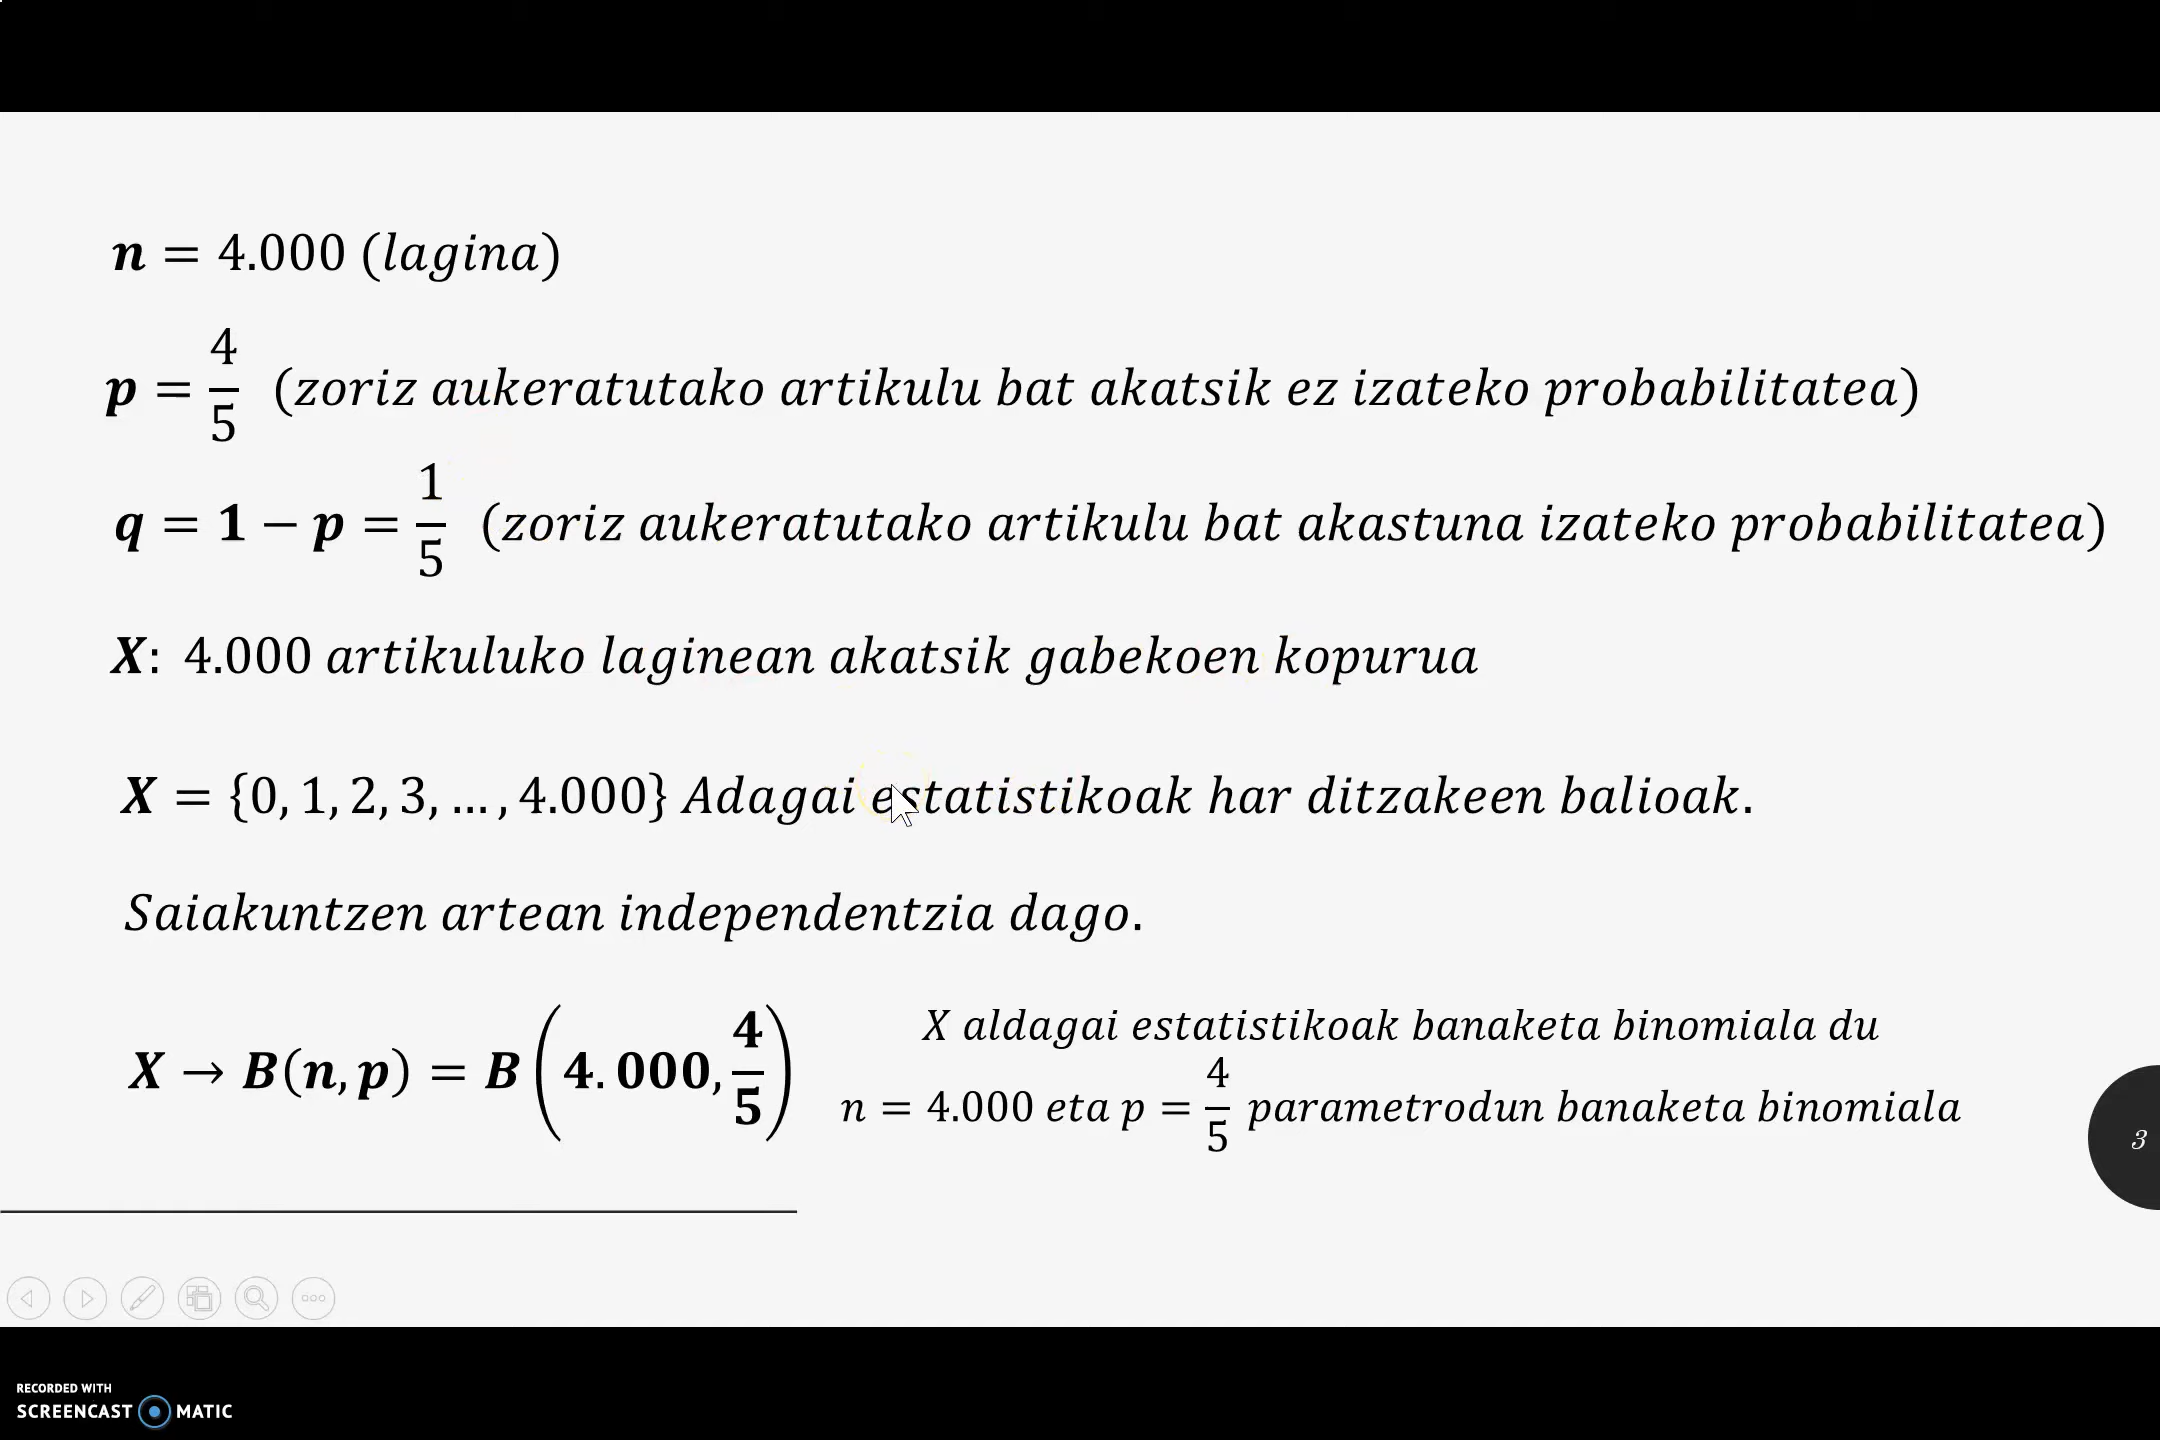 n = 4.000 (lagina)
p = 4/5 (zoriz aukeratutako artikulu bat akatsik ez izateko probabilitatea)
q = 1 − p = 1/5 (zoriz aukeratutako artikulu bat akastuna izateko probabilitatea)
X: 4.000 artikuluko laginean akatsik gabekoen kopurua
X = {0, 1, 2, 3, … , 4.000} Adagai estatistikoak har ditzakeen balioak.
Saiakuntzen artean independentzia dago.
X → B(n, p) = B(4.000, 4/5)
X aldagai estatistikoak banaketa binomiala du
n = 4.000 eta p = 4/5 parametrodun banaketa binomiala
3
RECORDED WITH
SCREENCAST MATIC